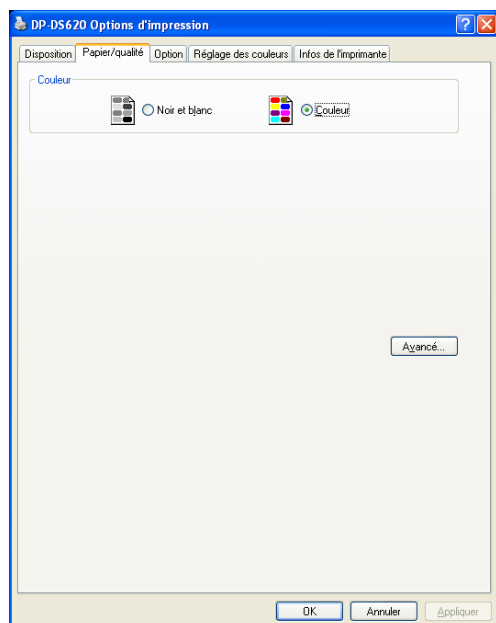 DP-DS620 Options d'impression
Disposition Papier/qualité Option Réglage des couleurs Infos de l'imprimante
Couleur
Noir et blanc Couleur
Avancé...
OK Annuler Appliquer